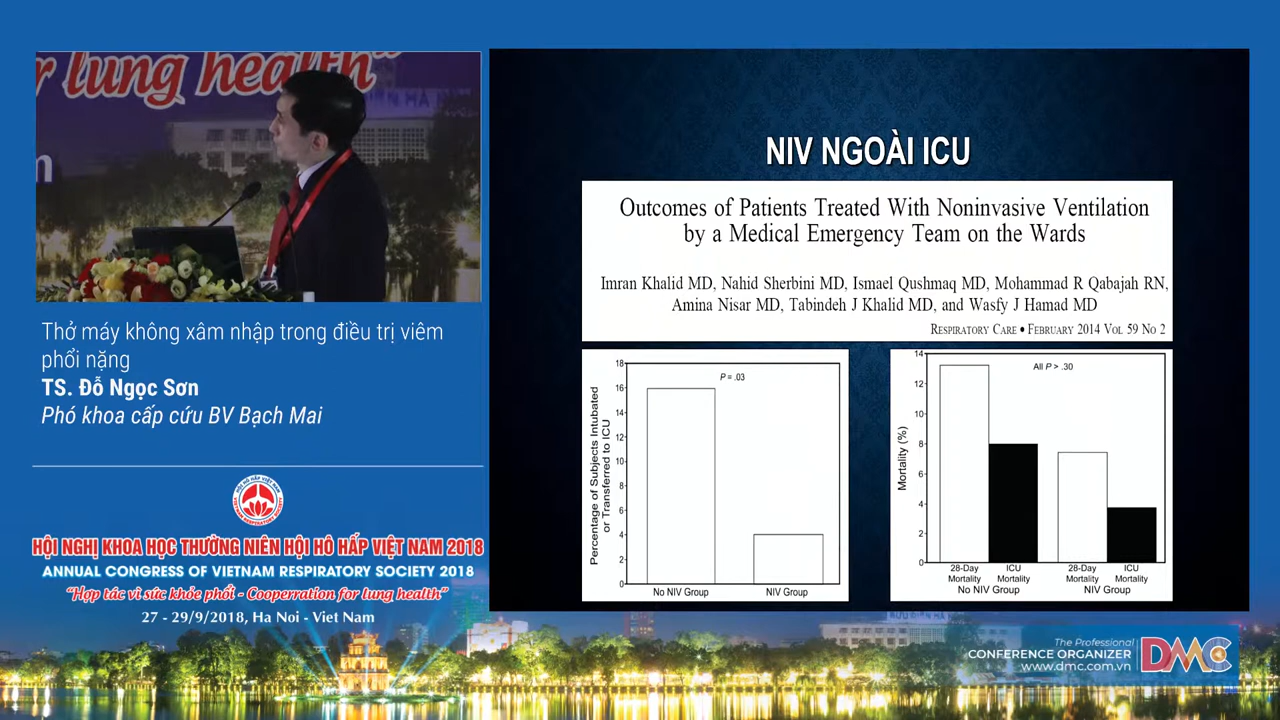 r lung health”
Thở máy không xâm nhập trong điều trị viêm
phổi nặng
TS. Đỗ Ngọc Sơn
Phó khoa cấp cứu BV Bạch Mai
HỘI HÔ HẤP VIỆT NAM
VIETNAM RESPIRATORY SOCIETY
HỘI NGHỊ KHOA HỌC THƯỜNG NIÊN HỘI HÔ HẤP VIỆT NAM 2018
ANNUAL CONGRESS OF VIETNAM RESPIRATORY SOCIETY 2018
“Hợp tác vì sức khỏe phổi - Cooperration for lung health”
27 - 29/9/2018, Ha Noi - Viet Nam
NIV NGOÀI ICU
Outcomes of Patients Treated With Noninvasive Ventilation
by a Medical Emergency Team on the Wards
Imran Khalid MD, Nahid Sherbini MD, Ismael Qushmaq MD, Mohammad R Qabajah RN,
Amina Nisar MD, Tabindeh J Khalid MD, and Wasfy J Hamad MD
RESPIRATORY CARE • FEBRUARY 2014 VOL 59 NO 2
Percentage of Subjects Intubated
or Transferred to ICU
18
16
14
12
10
8
6
4
2
0
P = .03
No NIV Group
NIV Group
Mortality (%)
14
12
10
8
6
4
2
0
All P > .30
28-Day
Mortality
ICU
Mortality
28-Day
Mortality
ICU
Mortality
No NIV Group
NIV Group
The Professional
CONFERENCE ORGANIZER
www.dmc.com.vn
DMC